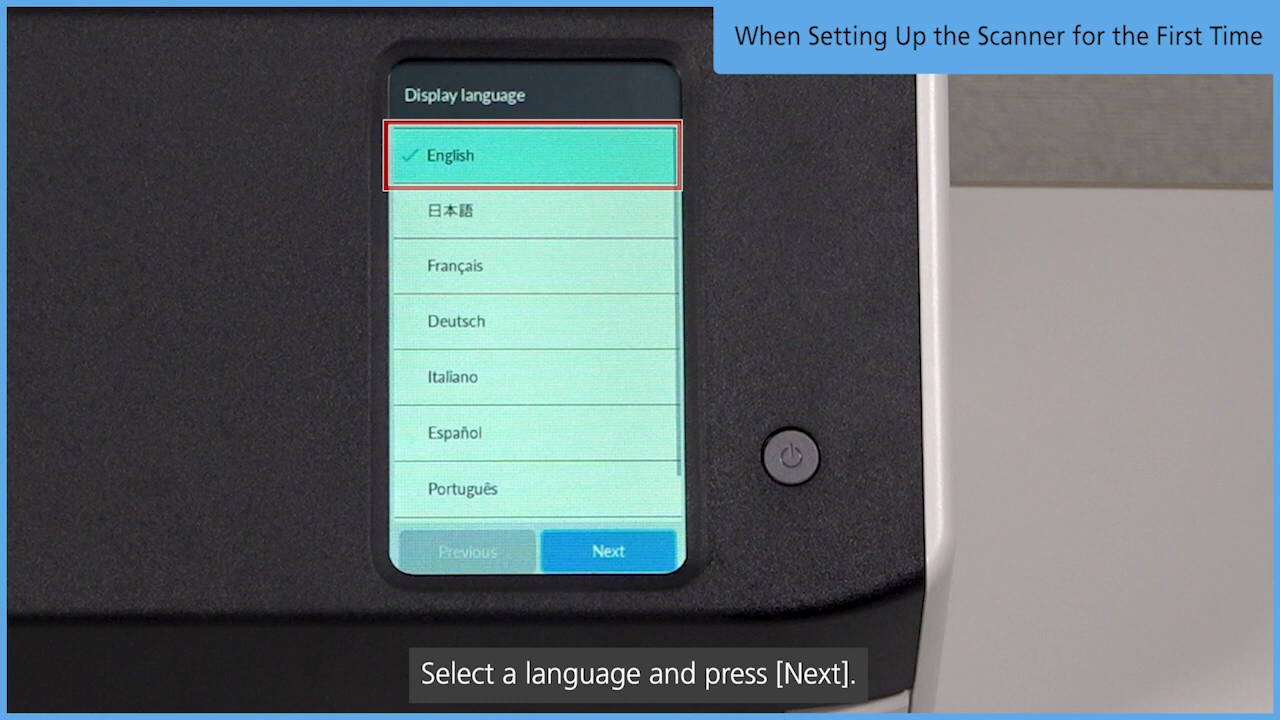 When Setting Up the Scanner for the First Time
Display language
English
日本語
Français
Deutsch
Italiano
Español
Português
Previous
Next
Select a language and press [Next].